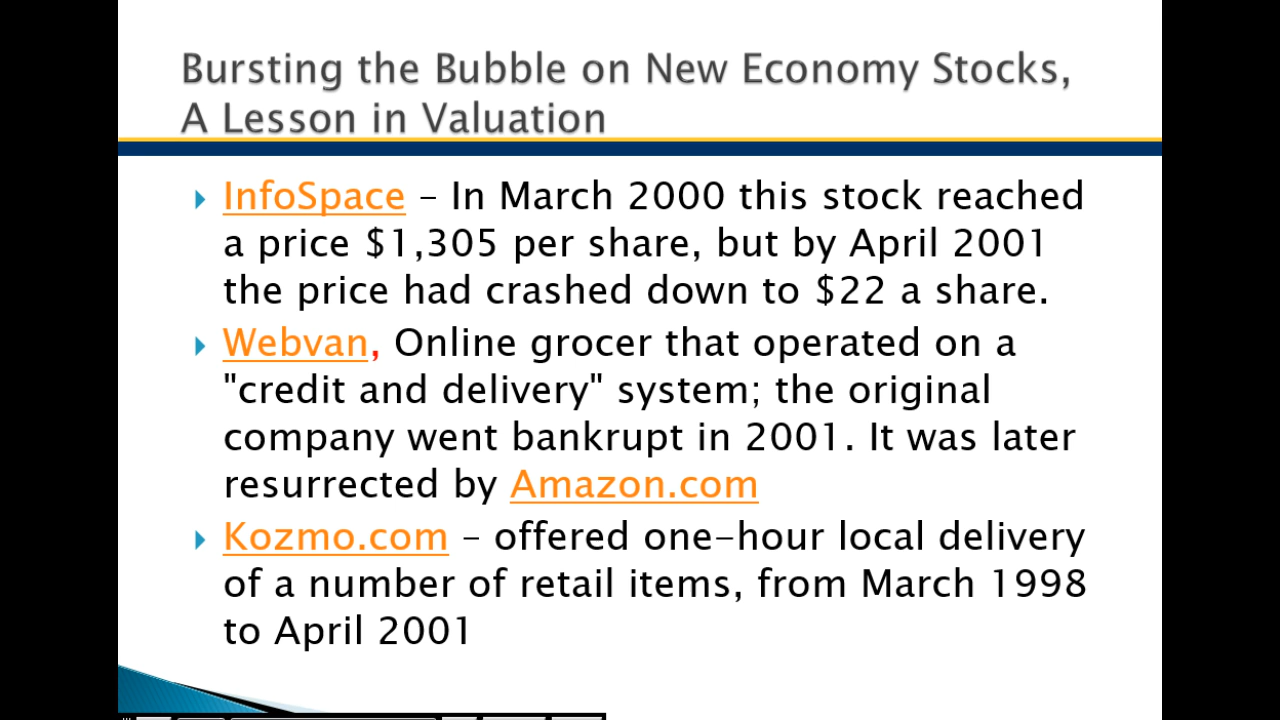 Bursting the Bubble on New Economy Stocks,
A Lesson in Valuation
InfoSpace – In March 2000 this stock reached
a price $1,305 per share, but by April 2001
the price had crashed down to $22 a share.
Webvan, Online grocer that operated on a
"credit and delivery" system; the original
company went bankrupt in 2001. It was later
resurrected by Amazon.com
Kozmo.com – offered one-hour local delivery
of a number of retail items, from March 1998
to April 2001